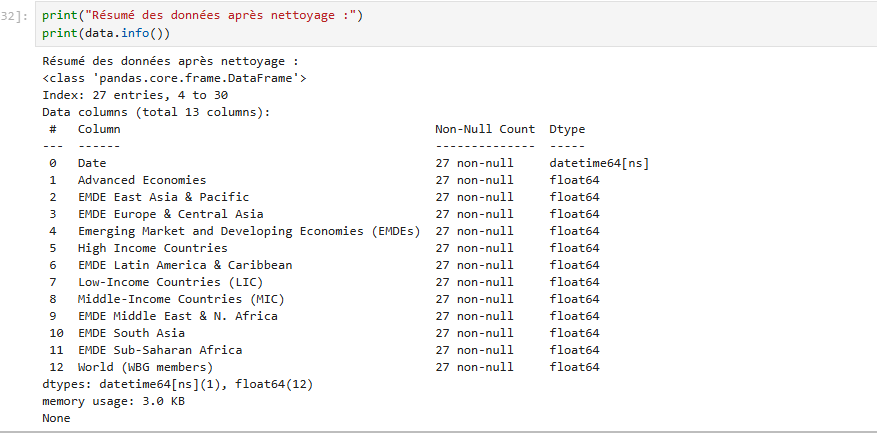 32]: print("Résumé des données après nettoyage :")
print(data.info())
Résumé des données après nettoyage :
<class 'pandas.core.frame.DataFrame'>
Index: 27 entries, 4 to 30
Data columns (total 13 columns):
 #   Column                                          Non-Null Count  Dtype
---  ------                                          --------------  -----
 0   Date                                            27 non-null     datetime64[ns]
 1   Advanced Economies                              27 non-null     float64
 2   EMDE East Asia & Pacific                        27 non-null     float64
 3   EMDE Europe & Central Asia                      27 non-null     float64
 4   Emerging Market and Developing Economies (EMDEs)  27 non-null     float64
 5   High Income Countries                           27 non-null     float64
 6   EMDE Latin America & Caribbean                  27 non-null     float64
 7   Low-Income Countries (LIC)                      27 non-null     float64
 8   Middle-Income Countries (MIC)                   27 non-null     float64
 9   EMDE Middle East & N. Africa                    27 non-null     float64
 10  EMDE South Asia                                 27 non-null     float64
 11  EMDE Sub-Saharan Africa                         27 non-null     float64
 12  World (WBG members)                             27 non-null     float64
dtypes: datetime64[ns](1), float64(12)
memory usage: 3.0 KB
None